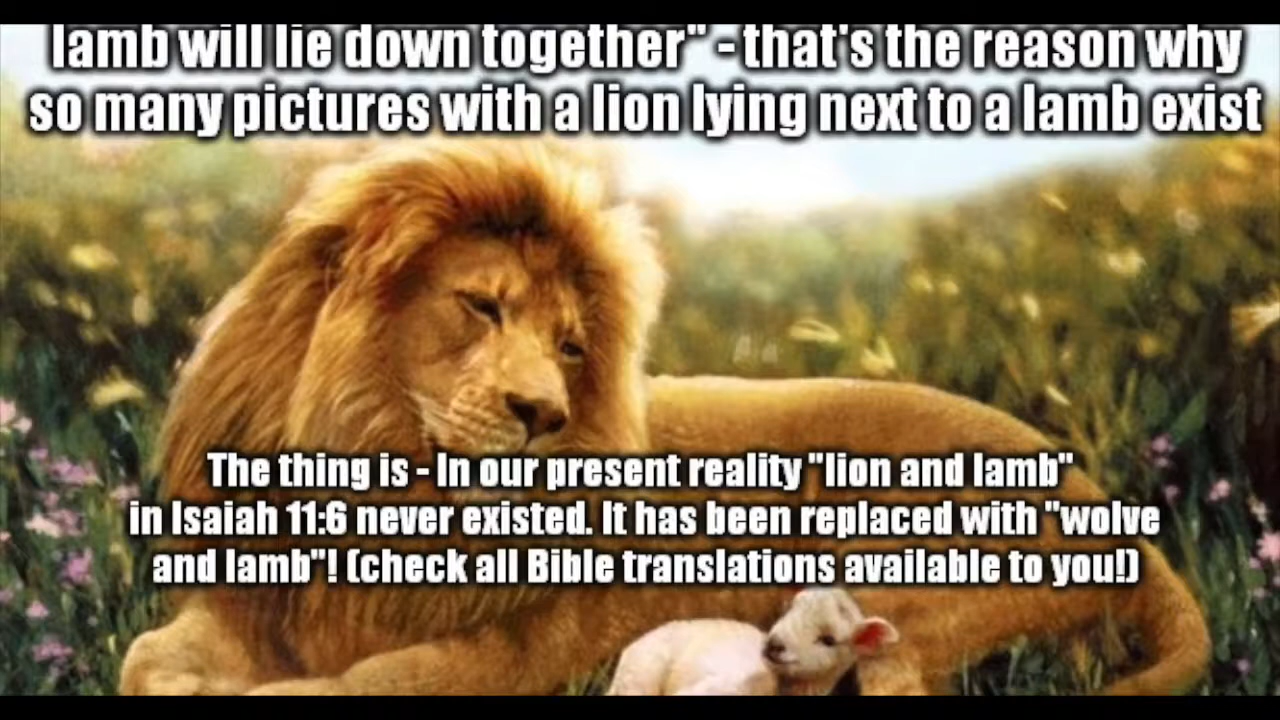 lamb will lie down together" - that's the reason why
so many pictures with a lion lying next to a lamb exist
The thing is - In our present reality "lion and lamb"
in Isaiah 11:6 never existed. It has been replaced with "wolve
and lamb"! (check all Bible translations available to you!)